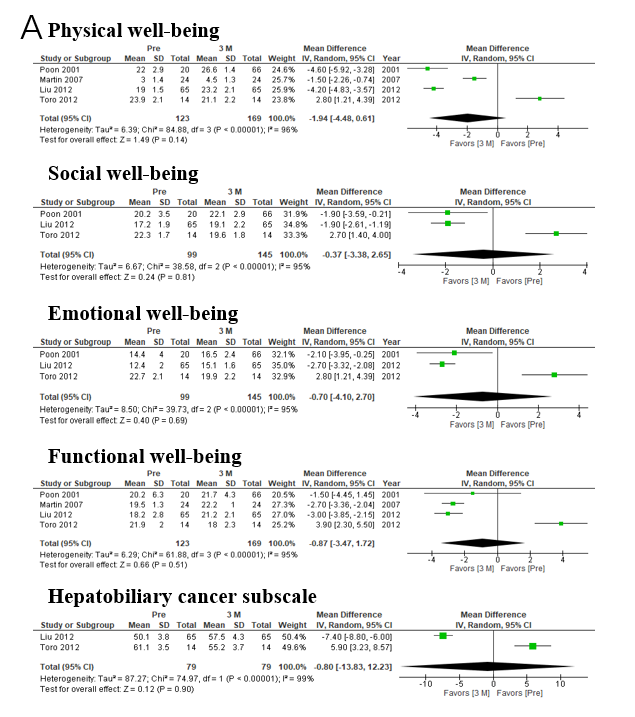 A
Physical well-being
Pre 3 M Mean Difference Mean Difference
Study or Subgroup Mean SD Total Mean SD Total Weight IV, Random, 95% CI Year IV, Random, 95% CI
Poon 2001 22 2.9 20 26.6 1.4 66 24.6% -4.60 [-5.92, -3.28] 2001
Martin 2007 3 1.4 24 4.5 1.3 24 25.7% -1.50 [-2.26, -0.74] 2007
Liu 2012 19 1.5 65 23.2 2.1 65 25.9% -4.20 [-4.83, -3.57] 2012
Toro 2012 23.9 2.1 14 21.1 2.2 14 23.8% 2.80 [1.21, 4.39] 2012
Total (95% CI) 123 169 100.0% -1.94 [-4.48, 0.61]
Heterogeneity: Tau² = 6.39; Chi² = 84.88, df = 3 (P < 0.00001); I² = 96%
Test for overall effect: Z = 1.49 (P = 0.14)
-4 -2 0 2 4
Favors [3 M] Favors [Pre]
Social well-being
Pre 3 M Mean Difference Mean Difference
Study or Subgroup Mean SD Total Mean SD Total Weight IV, Random, 95% CI Year IV, Random, 95% CI
Poon 2001 20.2 3.5 20 22.1 2.9 66 31.9% -1.90 [-3.59, -0.21] 2001
Liu 2012 17.2 1.9 65 19.1 2.2 65 34.8% -1.90 [-2.61, -1.19] 2012
Toro 2012 22.3 1.7 14 19.6 1.8 14 33.3% 2.70 [1.40, 4.00] 2012
Total (95% CI) 99 145 100.0% -0.37 [-3.38, 2.65]
Heterogeneity: Tau² = 6.67; Chi² = 38.58, df = 2 (P < 0.00001); I² = 95%
Test for overall effect: Z = 0.24 (P = 0.81)
-4 -2 0 2 4
Favors [3 M] Favors [Pre]
Emotional well-being
Pre 3 M Mean Difference Mean Difference
Study or Subgroup Mean SD Total Mean SD Total Weight IV, Random, 95% CI Year IV, Random, 95% CI
Poon 2001 14.4 4 20 16.5 2.4 66 32.1% -2.10 [-3.95, -0.25] 2001
Liu 2012 12.4 2 65 15.1 1.6 65 35.5% -2.70 [-3.32, -2.08] 2012
Toro 2012 22.7 2.1 14 19.9 2.2 14 32.4% 2.80 [1.21, 4.39] 2012
Total (95% CI) 99 145 100.0% -0.70 [-4.10, 2.70]
Heterogeneity: Tau² = 8.50; Chi² = 39.73, df = 2 (P < 0.00001); I² = 95%
Test for overall effect: Z = 0.40 (P = 0.69)
-4 -2 0 2 4
Favors [3 M] Favors [Pre]
Functional well-being
Pre 3 M Mean Difference Mean Difference
Study or Subgroup Mean SD Total Mean SD Total Weight IV, Random, 95% CI Year IV, Random, 95% CI
Poon 2001 20.2 6.3 20 21.7 4.3 66 20.5% -1.50 [-4.45, 1.45] 2001
Martin 2007 19.5 1.3 24 22.2 1 24 27.3% -2.70 [-3.36, -2.04] 2007
Liu 2012 18.2 2.8 65 21.2 2.1 65 27.0% -3.00 [-3.85, -2.15] 2012
Toro 2012 21.9 2 14 18 2.3 14 25.2% 3.90 [2.30, 5.50] 2012
Total (95% CI) 123 169 100.0% -0.87 [-3.47, 1.72]
Heterogeneity: Tau² = 6.29; Chi² = 61.88, df = 3 (P < 0.00001); I² = 95%
Test for overall effect: Z = 0.66 (P = 0.51)
-4 -2 0 2 4
Favors [3 M] Favors [Pre]
Hepatobiliary cancer subscale
Pre 3 M Mean Difference Mean Difference
Study or Subgroup Mean SD Total Mean SD Total Weight IV, Random, 95% CI Year IV, Random, 95% CI
Liu 2012 50.1 3.8 65 57.5 4.3 65 50.4% -7.40 [-8.80, -6.00] 2012
Toro 2012 61.1 3.5 14 55.2 3.7 14 49.6% 5.90 [3.23, 8.57] 2012
Total (95% CI) 79 79 100.0% -0.80 [-13.83, 12.23]
Heterogeneity: Tau² = 87.27; Chi² = 74.97, df = 1 (P < 0.00001); I² = 99%
Test for overall effect: Z = 0.12 (P = 0.90)
-10 -5 0 5 10
Favors [3 M] Favors [Pre]